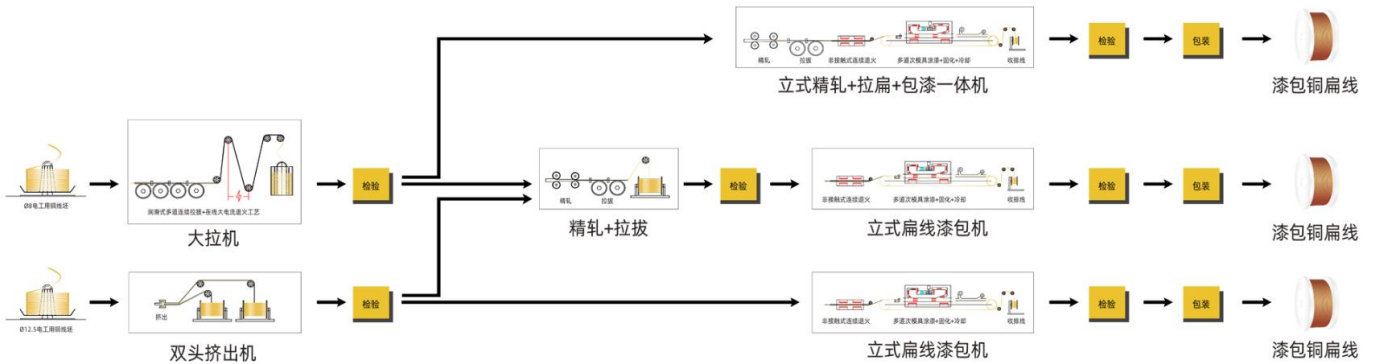 精轧 拉拔 非接触式连续退火 多道次模具涂漆+固化+冷却 收排线
立式精轧+拉扁+包漆一体机
检验
包装
漆包铜扁线
Ø8电工用铜线坯
润滑式多道连续拉拔+在线大电流退火工艺
大拉机
检验
精轧 拉拔
精轧+拉拔
检验
非接触式连续退火 多道次模具涂漆+固化+冷却 收排线
立式扁线漆包机
检验
包装
漆包铜扁线
Ø12.5电工用铜线坯
挤出
双头挤出机
检验
非接触式连续退火 多道次模具涂漆+固化+冷却 收排线
立式扁线漆包机
检验
包装
漆包铜扁线